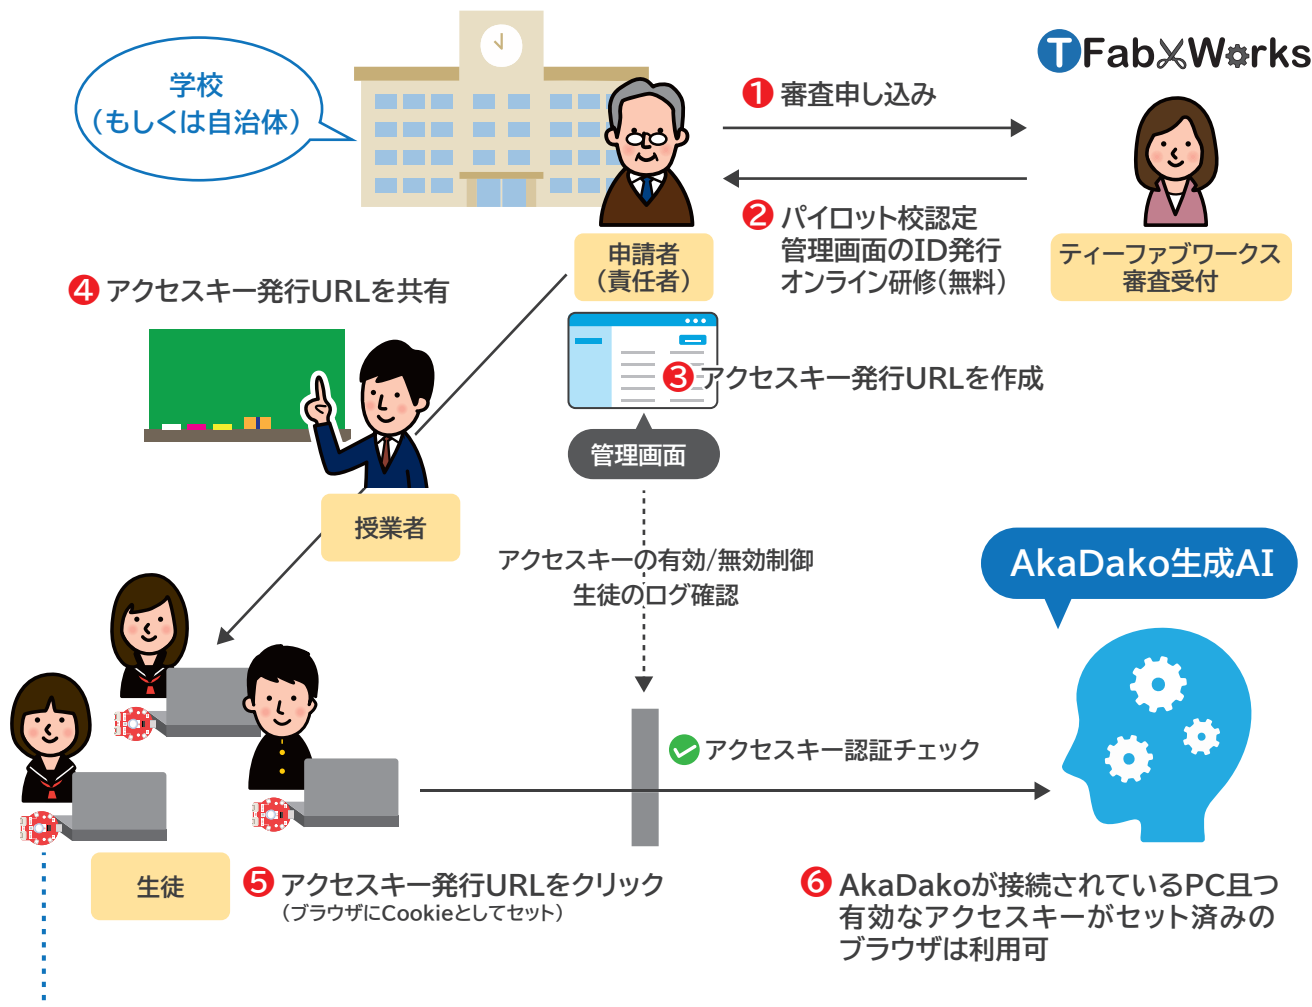 学校
（もしくは自治体）
TFabWorks
1 審査申し込み
2 パイロット校認定
管理画面のID発行
オンライン研修（無料）
申請者
（責任者）
ティーファブワークス
審査受付
4 アクセスキー発行URLを共有
3 アクセスキー発行URLを作成
管理画面
授業者
アクセスキーの有効/無効制御
生徒のログ確認
AkaDako生成AI
アクセスキー認証チェック
生徒
5 アクセスキー発行URLをクリック
（ブラウザにCookieとしてセット）
6 AkaDakoが接続されているPC且つ
有効なアクセスキーがセット済みの
ブラウザは利用可